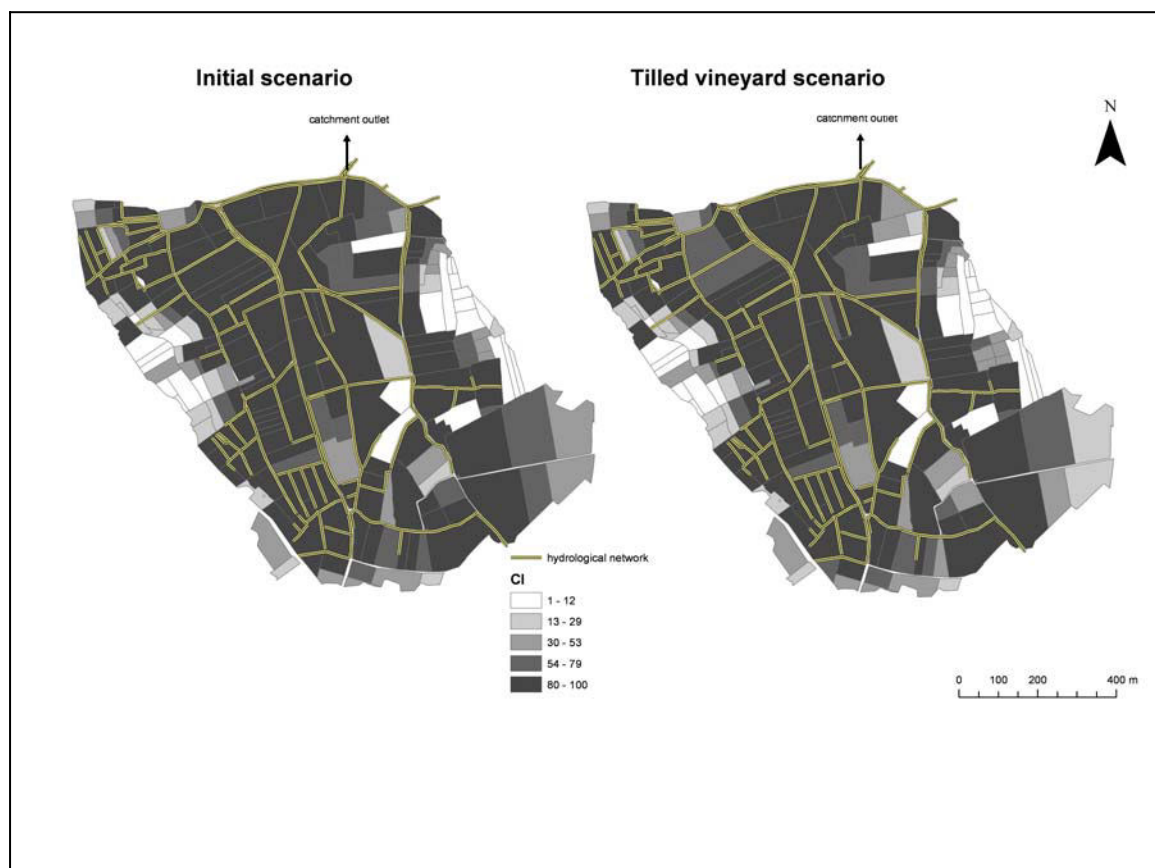 Initial scenario
Tilled vineyard scenario
catchment outlet
catchment outlet
N
hydrological network
CI
1 - 12
13 - 29
30 - 53
54 - 79
80 - 100
0 100 200 400 m